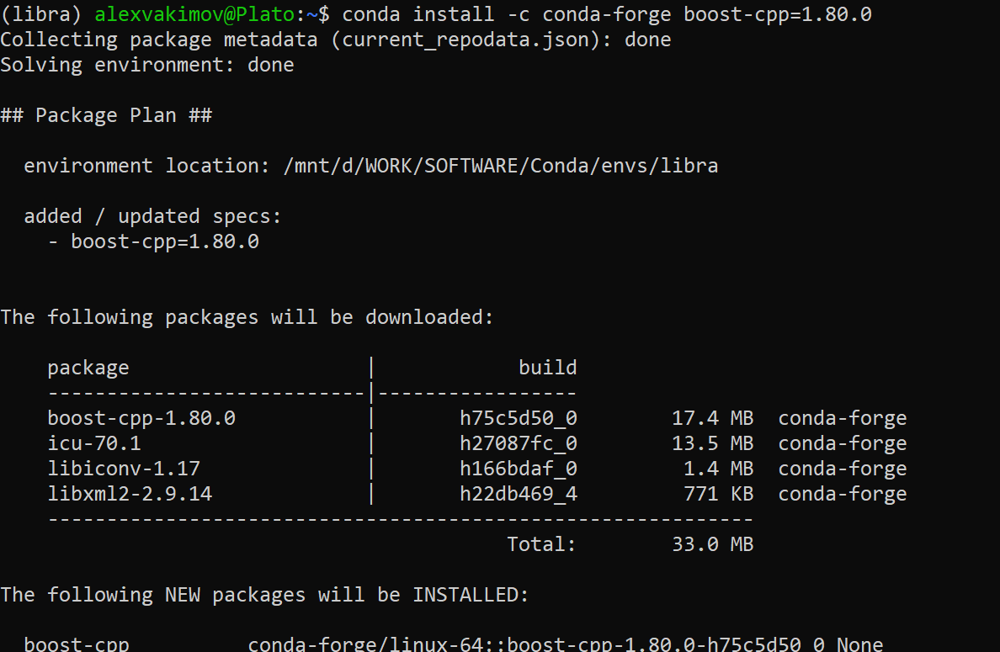 (libra) alexvakimov@Plato:~$ conda install -c conda-forge boost-cpp=1.80.0
Collecting package metadata (current_repodata.json): done
Solving environment: done
## Package Plan ##
environment location: /mnt/d/WORK/SOFTWARE/Conda/envs/libra
added / updated specs:
- boost-cpp=1.80.0
The following packages will be downloaded:
package | build
---------------------------|-----------------
boost-cpp-1.80.0 | h75c5d50_0 17.4 MB conda-forge
icu-70.1 | h27087fc_0 13.5 MB conda-forge
libiconv-1.17 | h166bdaf_0 1.4 MB conda-forge
libxml2-2.9.14 | h22db469_4 771 KB conda-forge
------------------------------------------------------------
Total: 33.0 MB
The following NEW packages will be INSTALLED:
boost-cpp conda-forge/linux-64::boost-cpp-1.80.0-h75c5d50_0 None